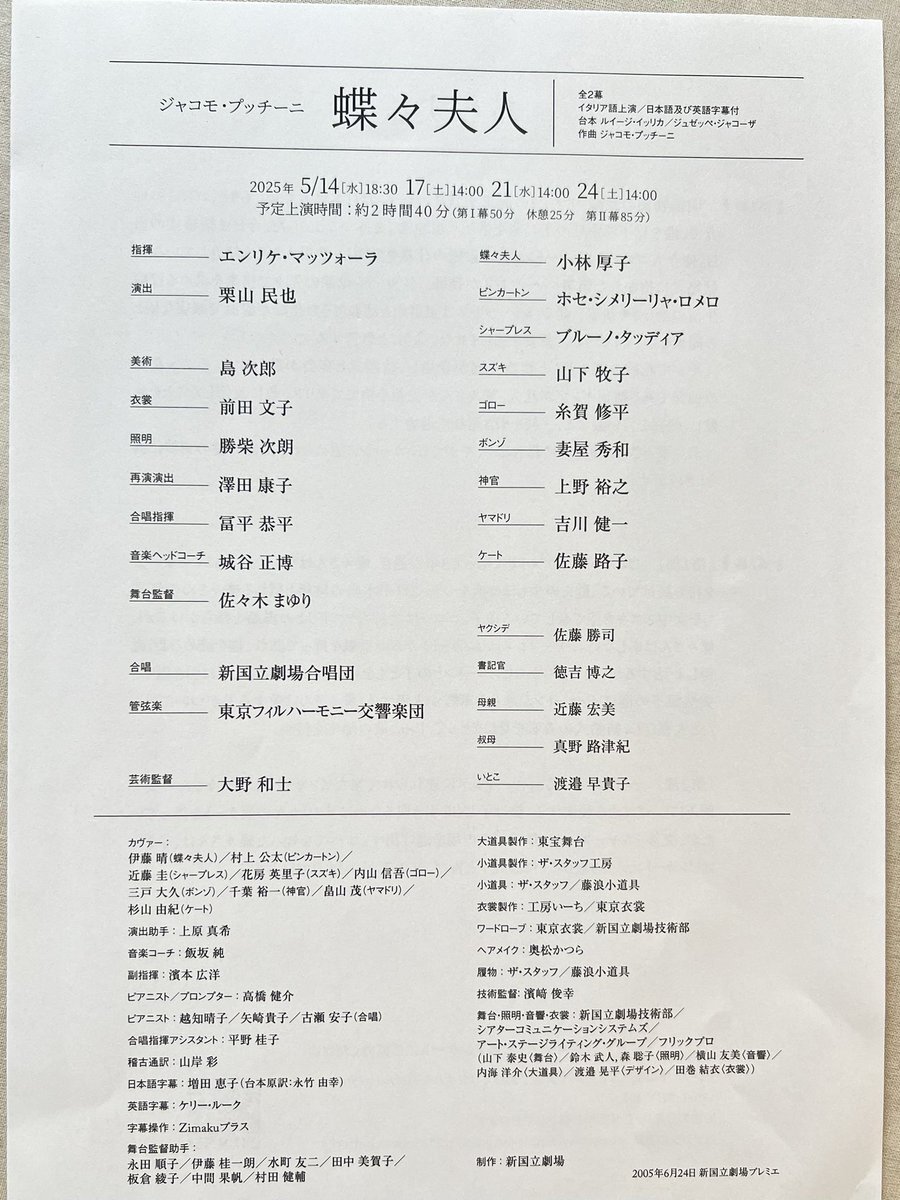 ジャコモ・プッチーニ
蝶々夫人
全2幕
イタリア語上演／日本語及び英語字幕付
台本 ルイージ・イッリカ／ジュゼッペ・ジャコーザ
作曲 ジャコモ・プッチーニ
2025年 5/14[水]18:30 17[土]14:00 21[水]14:00 24[土]14:00
予定上演時間：約2時間40分（第Ⅰ幕50分 休憩25分 第Ⅱ幕85分）
指揮 エンリケ・マッツォーラ
演出 栗山 民也
美術 島 次郎
衣裳 前田 文子
照明 勝柴 次朗
再演演出 澤田 康子
合唱指揮 冨平 恭平
音楽ヘッドコーチ 城谷 正博
舞台監督 佐々木 まゆり
合唱 新国立劇場合唱団
管弦楽 東京フィルハーモニー交響楽団
芸術監督 大野 和士
蝶々夫人 小林 厚子
ピンカートン ホセ・シメリーリャ・ロメロ
シャープレス ブルーノ・タッディア
スズキ 山下 牧子
ゴロー 糸賀 修平
ボンゾ 妻屋 秀和
神官 上野 裕之
ヤマドリ 吉川 健一
ケート 佐藤 路子
ヤクシデ 佐藤 勝司
書記官 徳吉 博之
母親 近藤 宏美
叔母 真野 路津紀
いとこ 渡邉 早貴子
カヴァー：
伊藤 晴（蝶々夫人）／村上 公太（ピンカートン）／
近藤 圭（シャープレス）／花房 英里子（スズキ）／内山 信吾（ゴロー）／
三戸 大久（ボンゾ）／千葉 裕一（神官）／畠山 茂（ヤマドリ）／
杉山 由紀（ケート）
演出助手：上原 真希
音楽コーチ：飯坂 純
副指揮：濱本 広洋
ピアニスト／プロンプター：高橋 健介
ピアニスト：越知晴子／矢崎貴子／古瀬 安子（合唱）
合唱指揮アシスタント：平野 桂子
稽古通訳：山岸 彩
日本語字幕：増田 恵子（台本原訳：永竹 由幸）
英語字幕：ケリー・ルーク
字幕操作：Zimakuプラス
舞台監督助手：
永田 順子／伊藤 桂一朗／水町 友二／田中 美賀子／
板倉 綾子／中間 果帆／村田 健輔
大道具製作：東宝舞台
小道具製作：ザ・スタッフ工房
小道具：ザ・スタッフ／藤浪小道具
衣裳製作：工房いーち／東京衣裳
ワードローブ：東京衣裳／新国立劇場技術部
ヘアメイク：奥松かつら
履物：ザ・スタッフ／藤浪小道具
技術監督：濱﨑 俊幸
舞台・照明・音響・衣裳：新国立劇場技術部／
シアターコミュニケーションシステムズ／
アート・ステージライティング・グループ／フリックプロ
（山下 泰史〈舞台〉／鈴木 武人, 森 聡子〈照明〉／横山 友美〈音響〉／
内海 洋介〈大道具〉／渡邉 晃平〈デザイン〉／田巻 結衣〈衣裳〉）
制作：新国立劇場
2005年6月24日 新国立劇場プレミエ